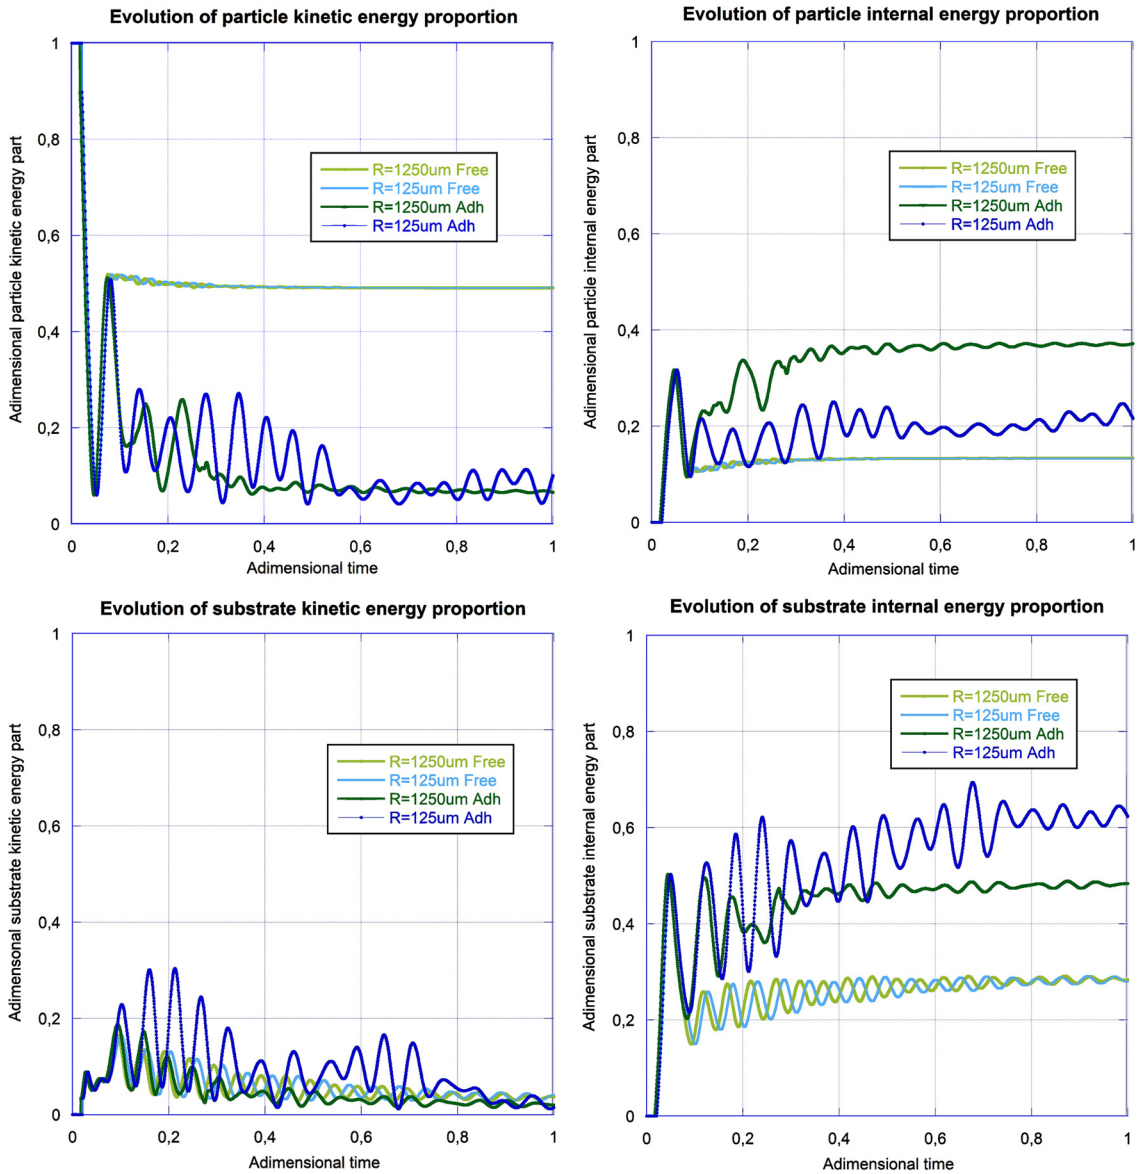 Evolution of particle kinetic energy proportion
Adimensional particle kinetic energy part
1
0,8
0,6
0,4
0,2
0
R=1250um Free
R=125um Free
R=1250um Adh
R=125um Adh
0 0,2 0,4 0,6 0,8 1
Adimensional time
Evolution of particle internal energy proportion
Adimensional particle internal energy part
1
0,8
0,6
0,4
0,2
0
R=1250um Free
R=125um Free
R=1250um Adh
R=125um Adh
0 0,2 0,4 0,6 0,8 1
Adimensional time
Evolution of substrate kinetic energy proportion
Adimensonal substrate kinetic energy part
1
0,8
0,6
0,4
0,2
0
R=1250um Free
R=125um Free
R=1250um Adh
R=125um Adh
0 0,2 0,4 0,6 0,8 1
Adimensional time
Evolution of substrate internal energy proportion
Adimensional substrate internal energy part
1
0,8
0,6
0,4
0,2
0
R=1250um Free
R=125um Free
R=1250um Adh
R=125um Adh
0 0,2 0,4 0,6 0,8 1
Adimensional time